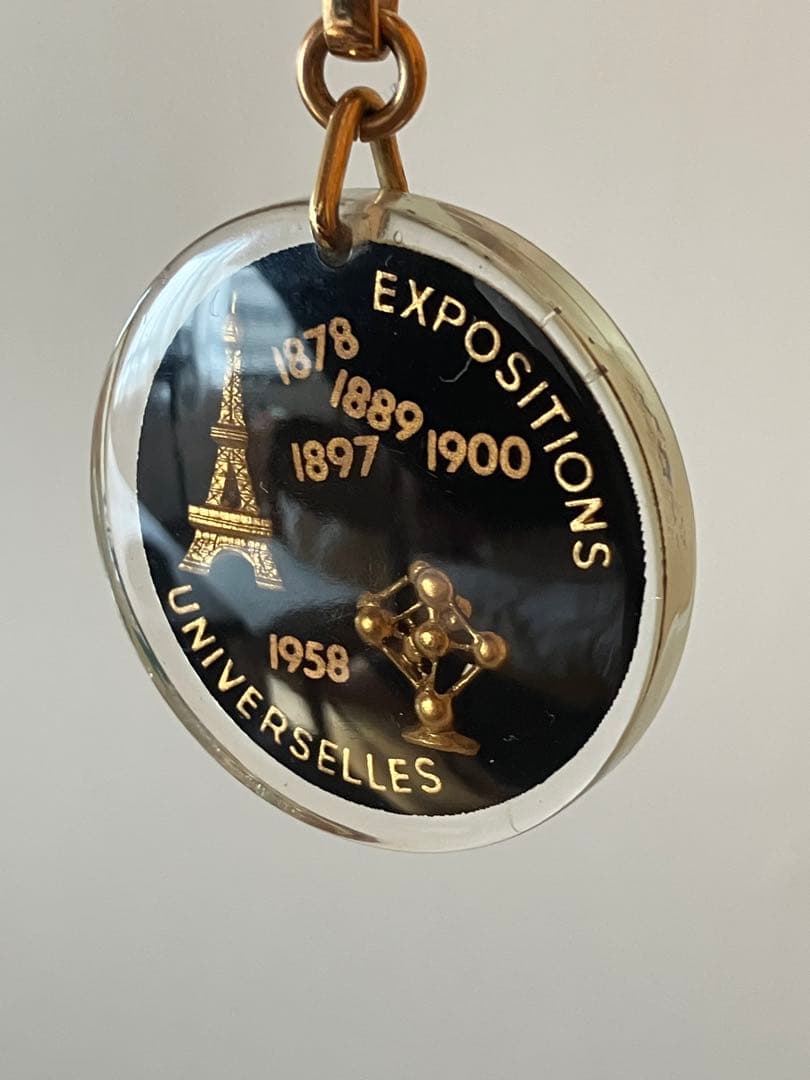 EXPOSITIONS
1878
1889
1897 1900
1958
UNIVERSELLES